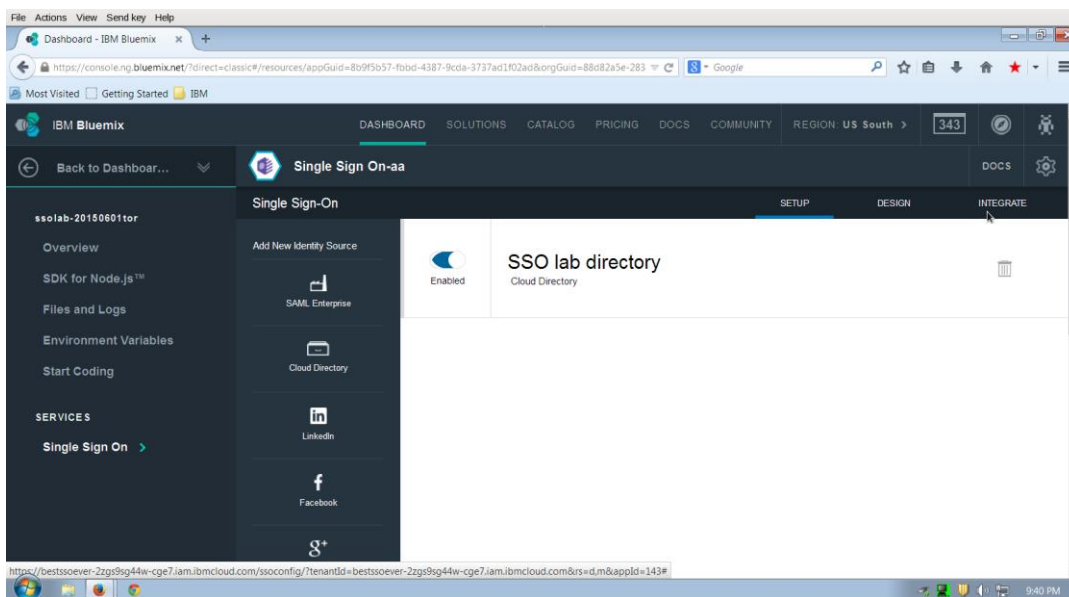 File Actions View Send key Help
Dashboard - IBM Bluemix × +
https://console.ng.bluemix.net/?direct=classic#/resources/appGuid=8b9f5b57-fbbd-4387-9cda-3737ad1f02ad&orgGuid=88d82a5e-283 Google
Most Visited Getting Started IBM
IBM Bluemix DASHBOARD SOLUTIONS CATALOG PRICING DOCS COMMUNITY REGION: US South > 343
Back to Dashboar... Single Sign On-aa DOCS
Single Sign-On SETUP DESIGN INTEGRATE
ssolab-20150601tor
Overview
SDK for Node.js™
Files and Logs
Environment Variables
Start Coding
SERVICES
Single Sign On >
Add New Identity Source
SAML Enterprise
Cloud Directory
in
LinkedIn
f
Facebook
g+
Enabled
SSO lab directory
Cloud Directory
https://bestssoever-2zgs9sg44w-cge7.iam.ibmcloud.com/ssoconfig/?tenantId=bestssoever-2zgs9sg44w-cge7.iam.ibmcloud.com&rs=d,m&appId=143#
9:40 PM